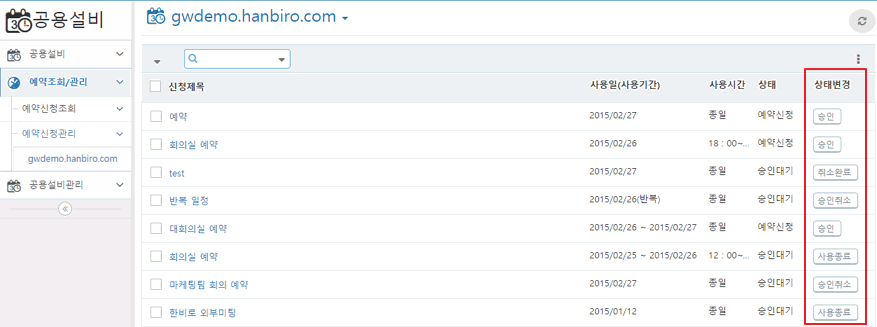 공용설비
공용설비
예약조회/관리
예약신청조회
예약신청관리
gwdemo.hanbiro.com
공용설비관리
gwdemo.hanbiro.com
신청제목 사용일(사용기간) 사용시간 상태 상태변경
예약 2015/02/27 종일 예약신청 승인
회의실 예약 2015/02/26 18 : 00~... 예약신청 승인
test 2015/02/27 종일 승인대기 취소완료
반복 일정 2015/02/26(반복) 종일 승인대기 승인취소
대회의실 예약 2015/02/26 ~ 2015/02/27 종일 예약신청 승인
회의실 예약 2015/02/25 ~ 2015/02/26 12 : 00~... 승인대기 사용종료
마케팅팀 회의 예약 2015/02/27 종일 승인대기 승인취소
한비로 외부미팅 2015/01/12 종일 승인대기 사용종료